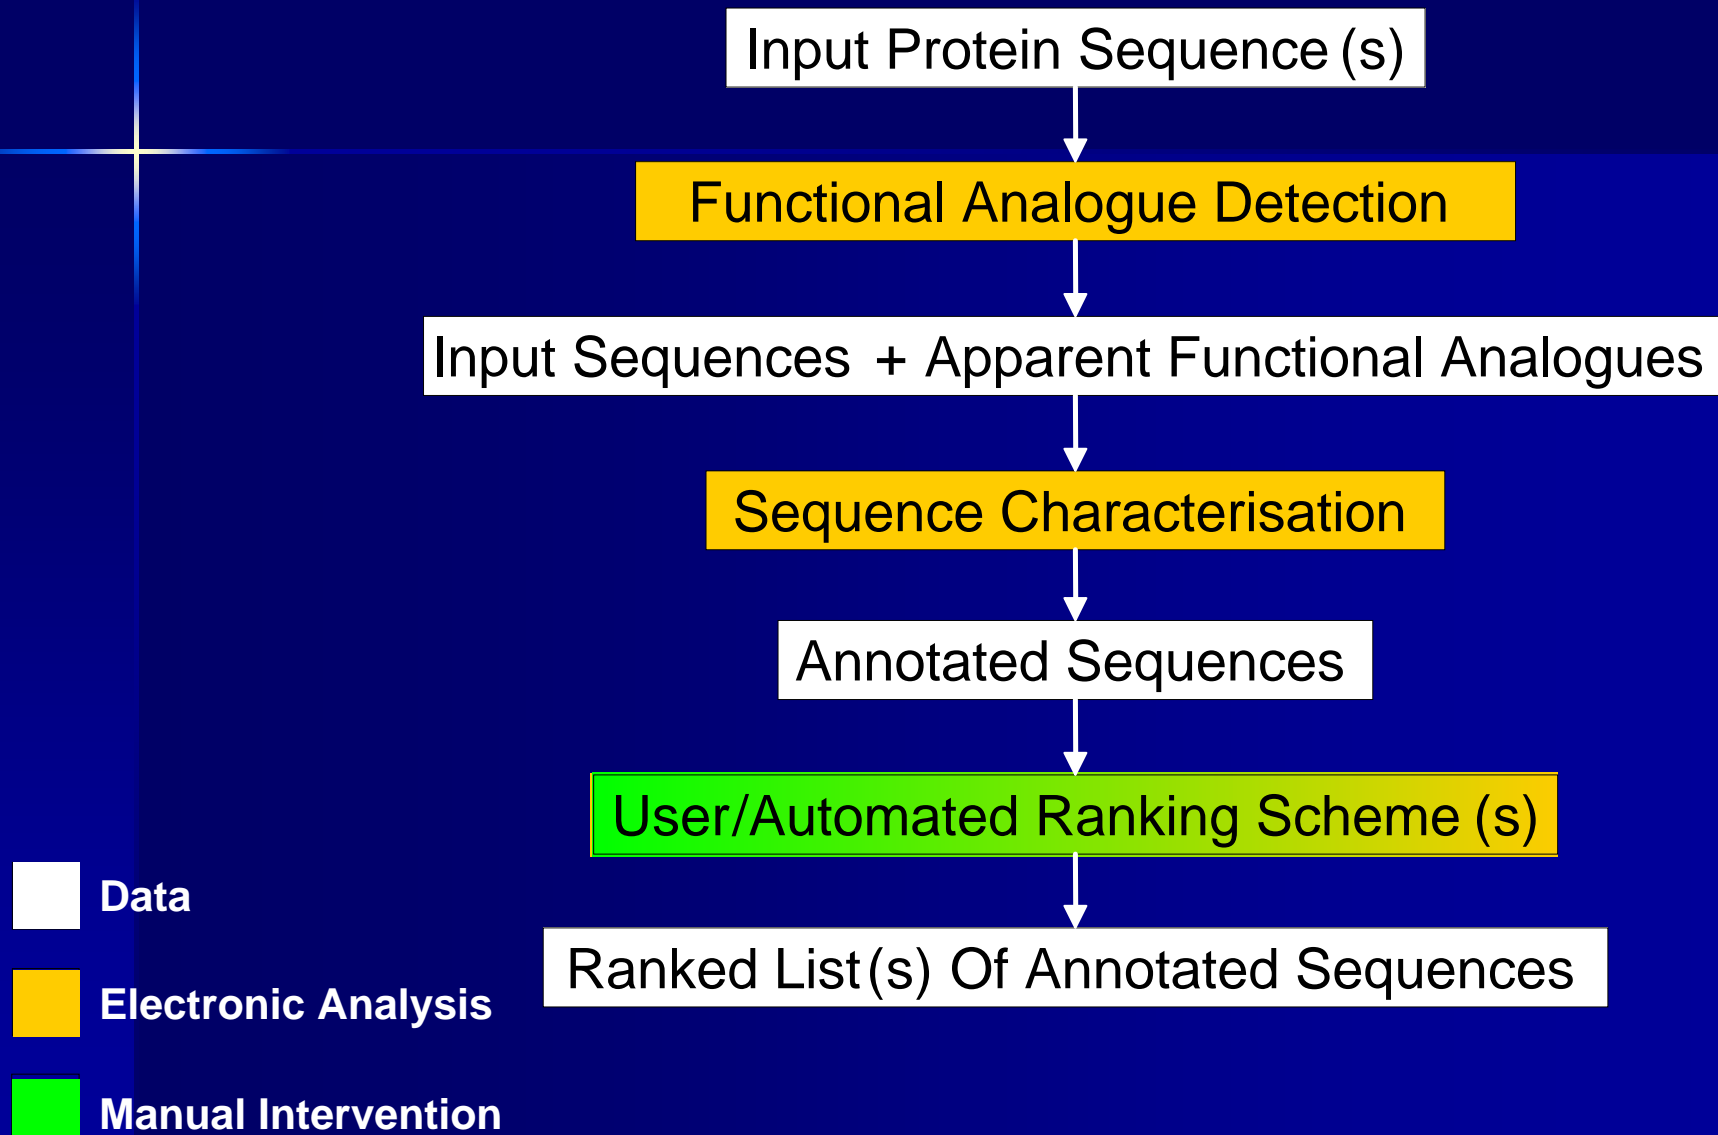 Input Protein Sequence (s)
Functional Analogue Detection
Input Sequences + Apparent Functional Analogues
Sequence Characterisation
Annotated Sequences
User/Automated Ranking Scheme (s)
Ranked List (s) Of Annotated Sequences
Data
Electronic Analysis
Manual Intervention